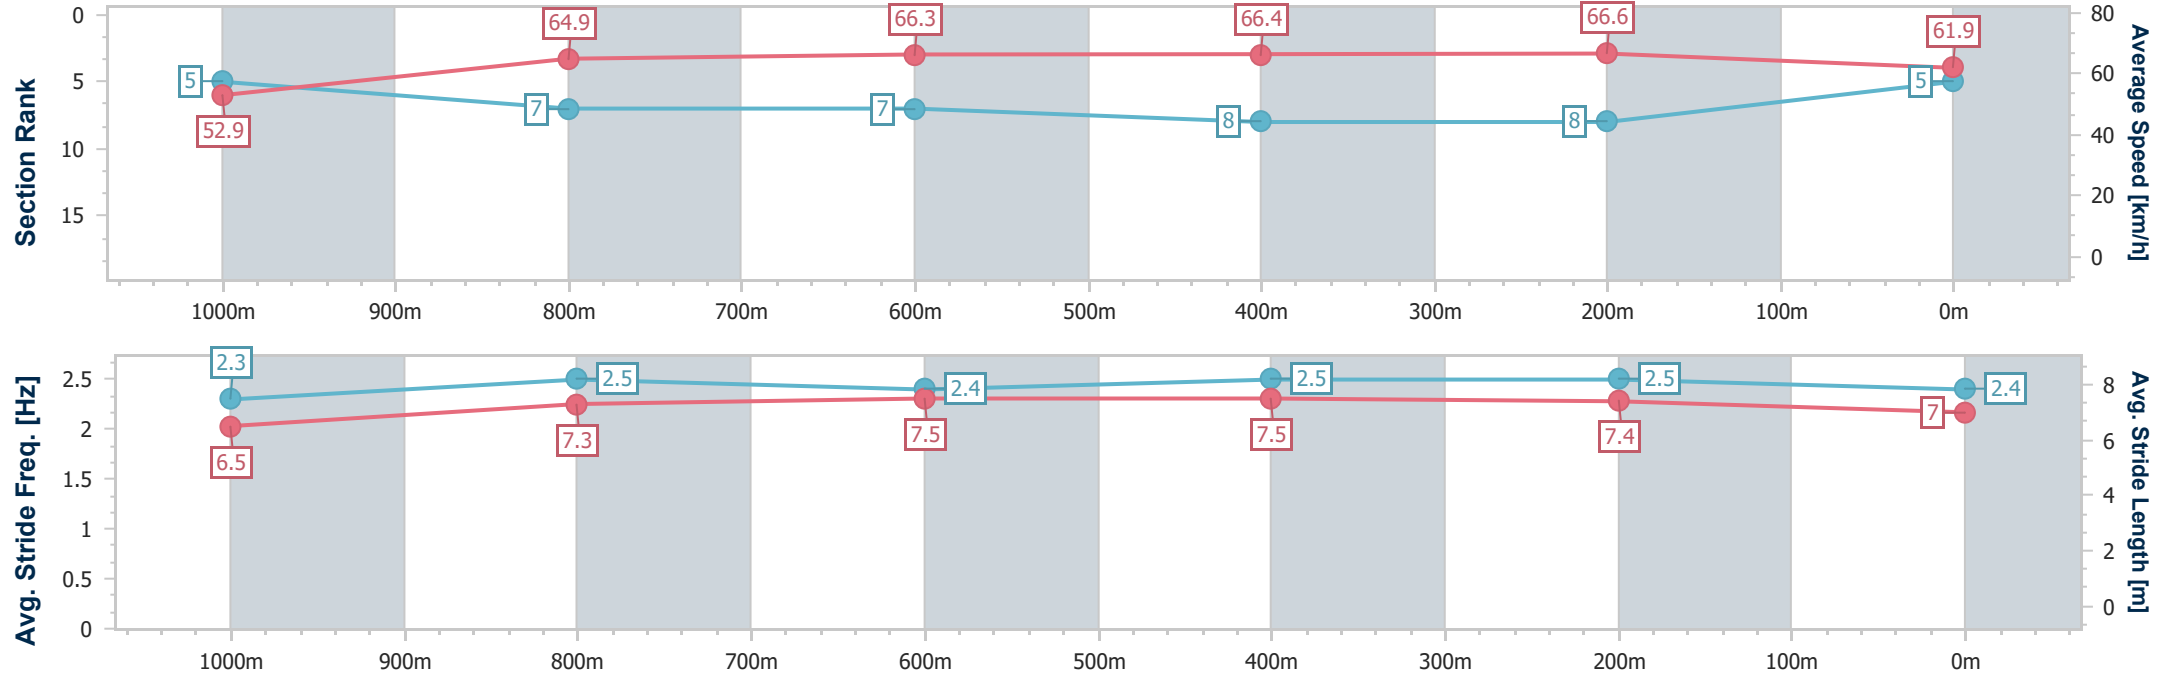 Section Rank
0
5
10
15
5
7
7
8
8
5
52.9
64.9
66.3
66.4
66.6
61.9
80
60
40
20
0
Average Speed [km/h]
1000m
900m
800m
700m
600m
500m
400m
300m
200m
100m
0m
Avg. Stride Freq. [Hz]
2.5
2
1.5
1
0.5
0
2.3
2.5
2.4
2.5
2.5
2.4
6.5
7.3
7.5
7.5
7.4
7
8
6
4
2
0
Avg. Stride Length [m]
1000m
900m
800m
700m
600m
500m
400m
300m
200m
100m
0m